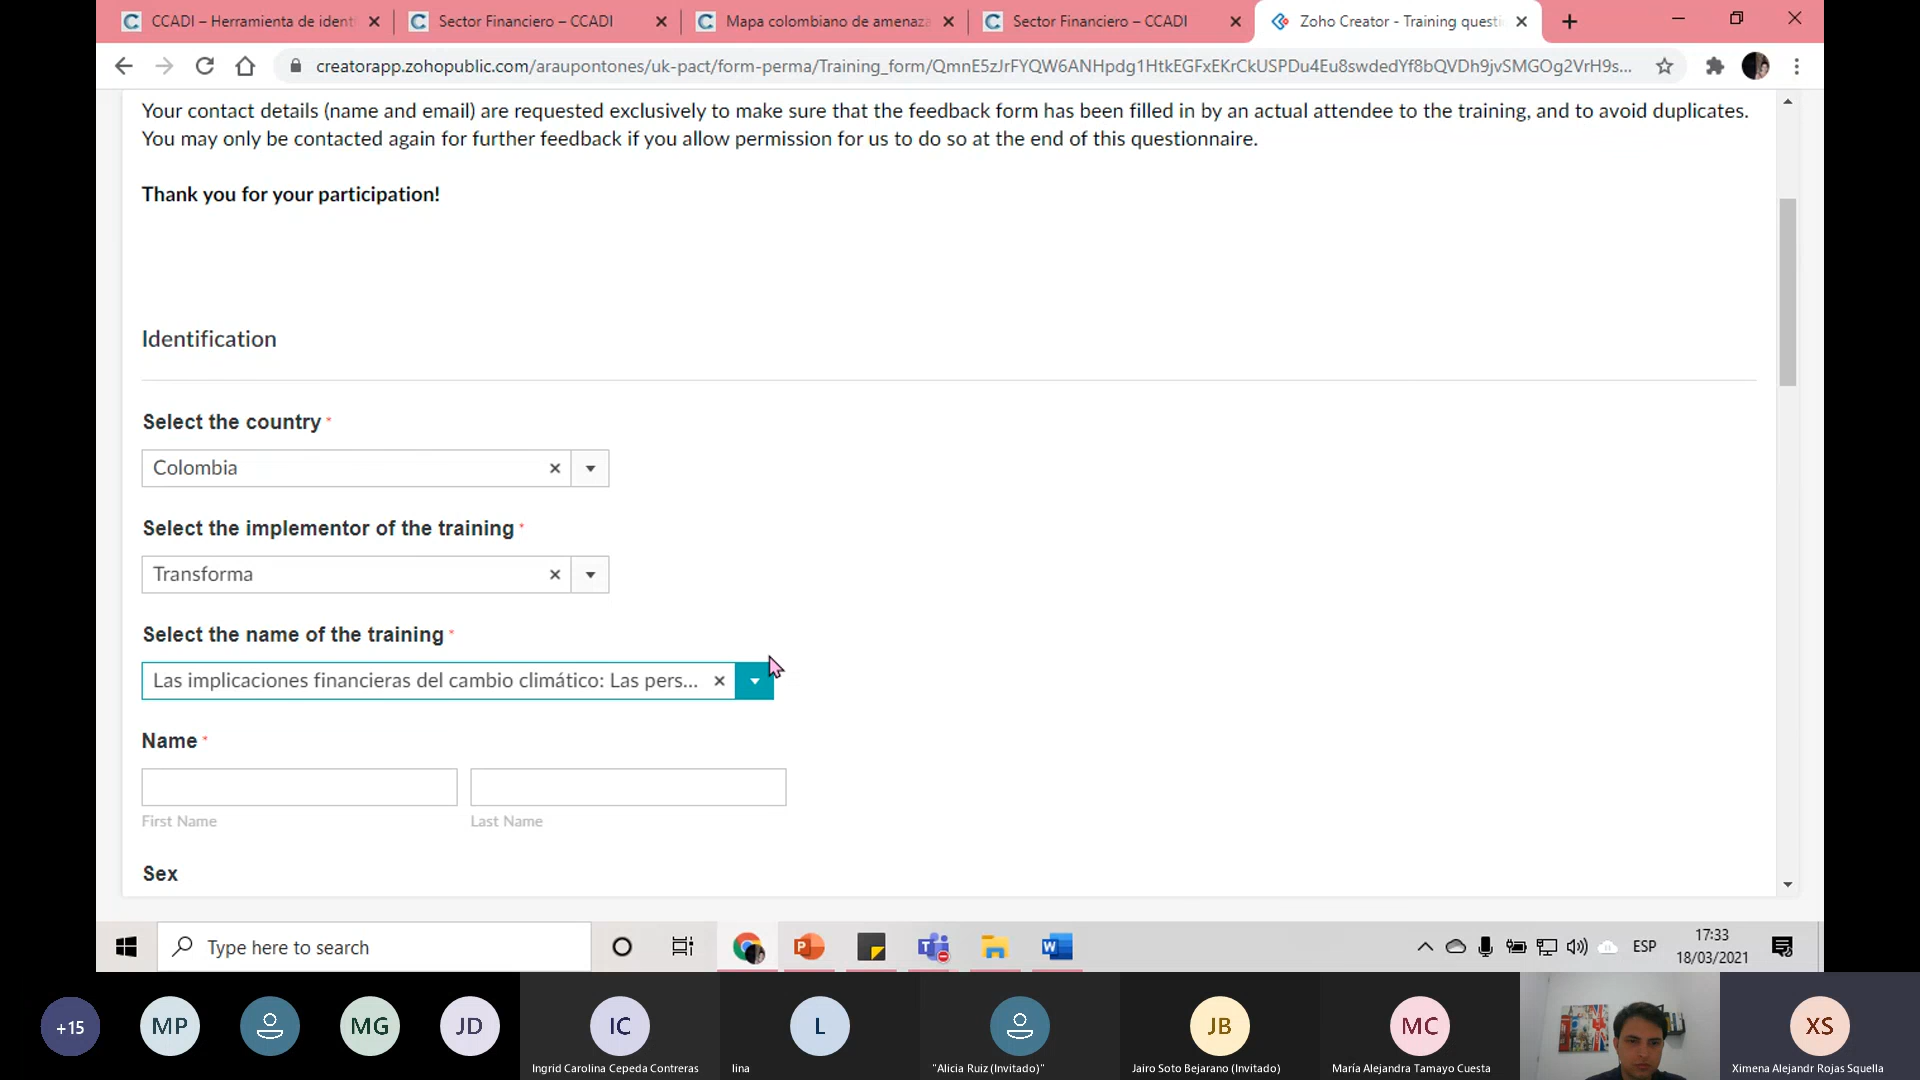 CCADI – Herramienta de identi
Sector Financiero – CCADI
Mapa colombiano de amenaza
Sector Financiero – CCADI
Zoho Creator - Training questi
creatorapp.zohopublic.com/araupontones/uk-pact/form-perma/Training_form/QmnE5zJrFYQW6ANHpdg1HtkEGFxEKrCkUSPDu4Eu8swdedYf8bQVDh9jvSMGOg2VrH9s...
Your contact details (name and email) are requested exclusively to make sure that the feedback form has been filled in by an actual attendee to the training, and to avoid duplicates.
You may only be contacted again for further feedback if you allow permission for us to do so at the end of this questionnaire.
Thank you for your participation!
Identification
Select the country *
Colombia
Select the implementor of the training *
Transforma
Select the name of the training *
Las implicaciones financieras del cambio climático: Las pers...
Name *
First Name
Last Name
Sex
Type here to search
ESP
17:33
18/03/2021
+15
MP
MG
JD
IC
Ingrid Carolina Cepeda Contreras
L
lina
"Alicia Ruiz (Invitado)"
JB
Jairo Soto Bejarano (Invitado)
MC
María Alejandra Tamayo Cuesta
XS
Ximena Alejandr Rojas Squella